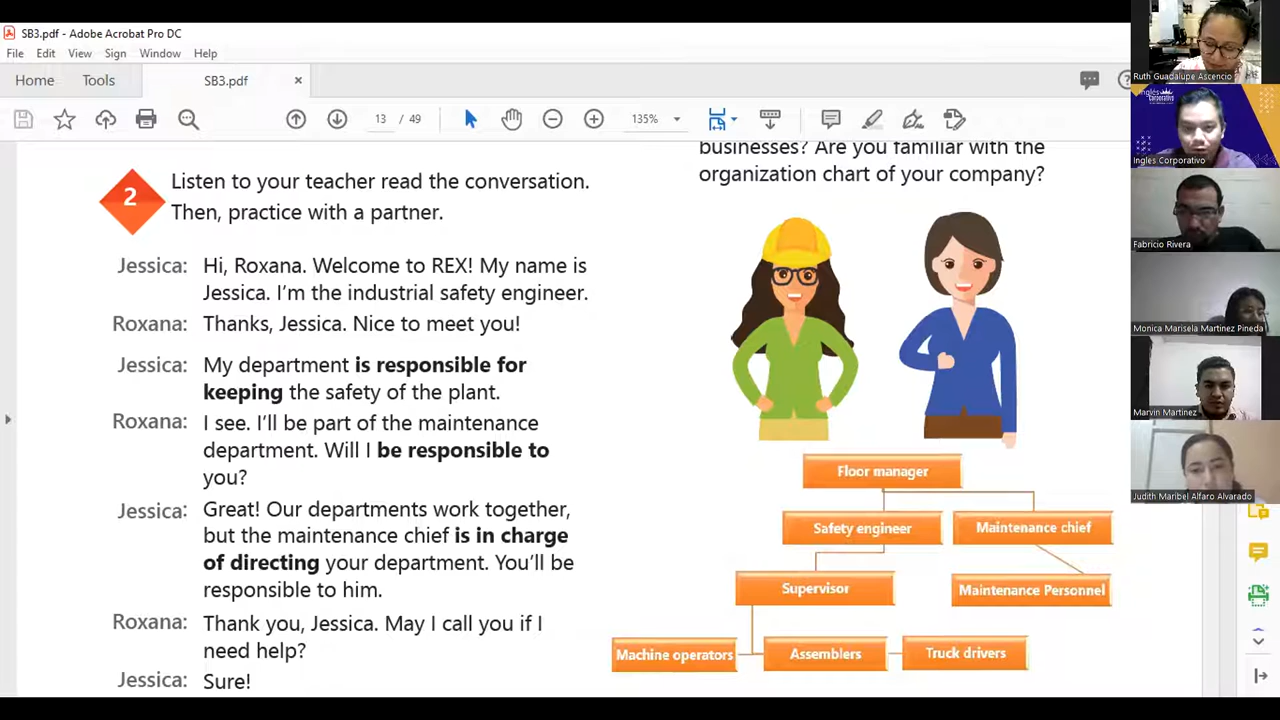 SB3.pdf - Adobe Acrobat Pro DC
File Edit View Sign Window Help
Home Tools SB3.pdf ×
13 / 49 135%
businesses? Are you familiar with the
organization chart of your company?
2
Listen to your teacher read the conversation.
Then, practice with a partner.
Jessica: Hi, Roxana. Welcome to REX! My name is
Jessica. I'm the industrial safety engineer.
Roxana: Thanks, Jessica. Nice to meet you!
Jessica: My department is responsible for
keeping the safety of the plant.
Roxana: I see. I'll be part of the maintenance
department. Will I be responsible to
you?
Jessica: Great! Our departments work together,
but the maintenance chief is in charge
of directing your department. You'll be
responsible to him.
Roxana: Thank you, Jessica. May I call you if I
need help?
Jessica: Sure!
Floor manager
Safety engineer
Maintenance chief
Supervisor
Maintenance Personnel
Machine operators
Assemblers
Truck drivers
Ruth Guadalupe Ascencio
Inglés Corporativo
Ingles Corporativo
Fabricio Rivera
Monica Marisela Martinez Pineda
Marvin Martinez
Judith Maribel Alfaro Alvarado